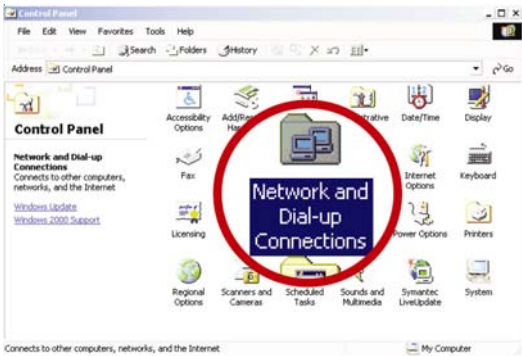 Control Panel
File Edit View Favorites Tools Help
Search Folders History
Address Control Panel Go
Control Panel
Network and Dial-up
Connections
Connects to other computers,
networks, and the Internet
Windows Update
Windows 2000 Support
Accessibility
Options
Date/Time
Display
Fax
Network and
Dial-up
Connections
Internet
Options
Keyboard
Licensing
Power Options
Printers
Regional
Options
Scanners and
Cameras
Scheduled
Tasks
Sounds and
Multimedia
Symantec
LiveUpdate
System
Connects to other computers, networks, and the Internet
My Computer